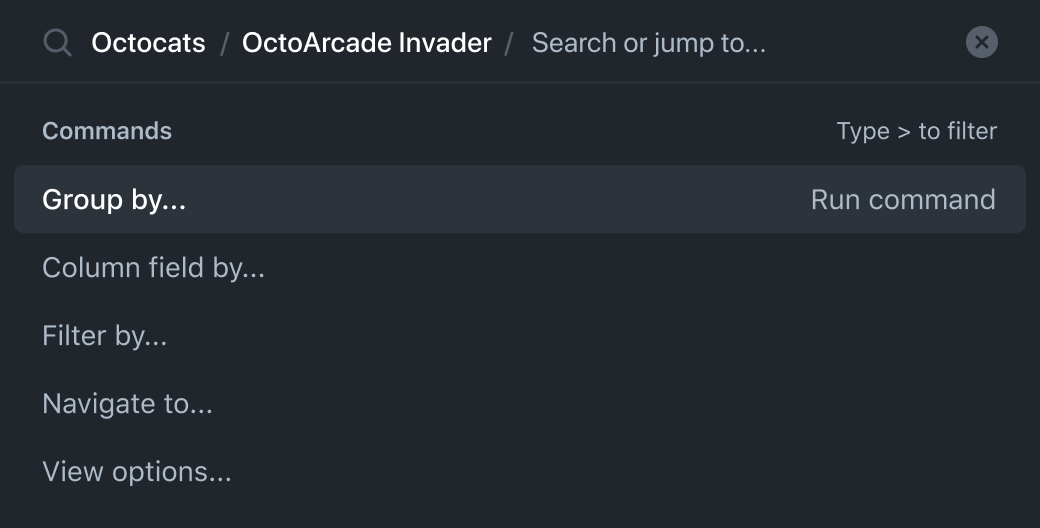 Octocats / OctoArcade Invader / Search or jump to...
Commands Type > to filter
Group by... Run command
Column field by...
Filter by...
Navigate to...
View options...